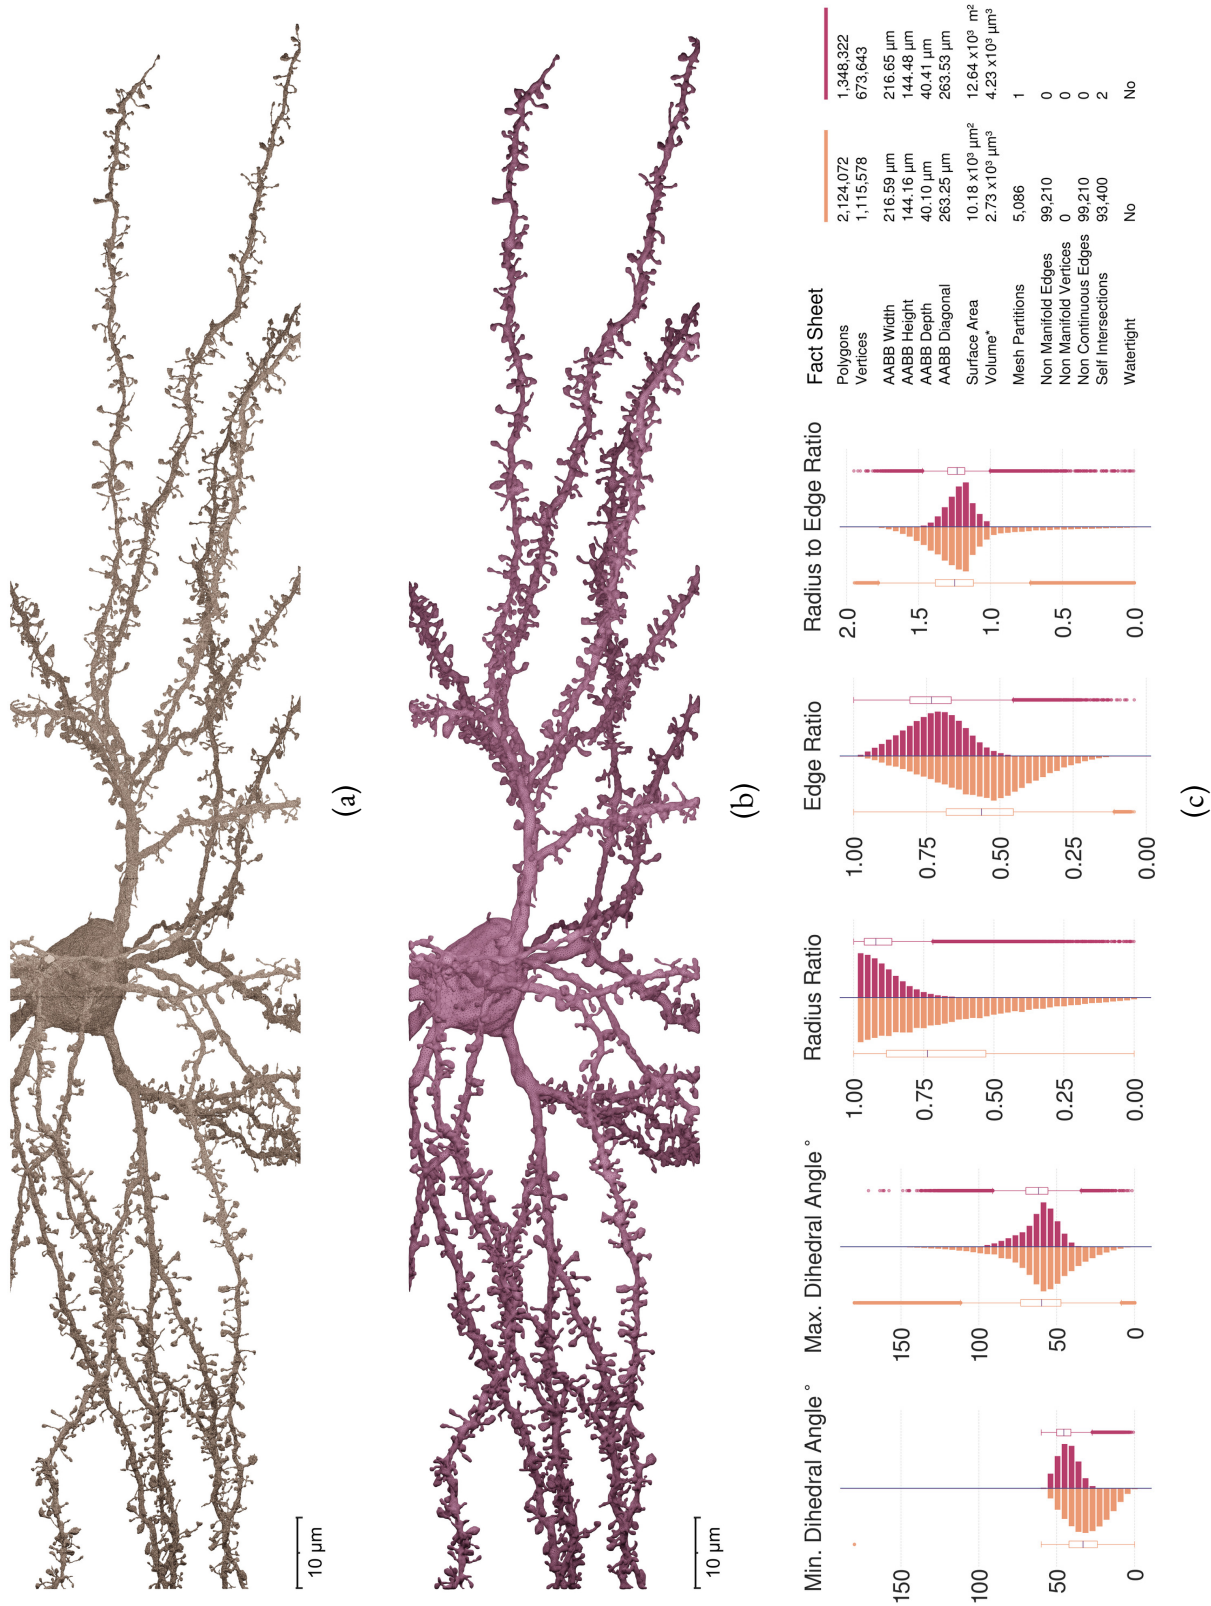 10 µm
(a)
10 µm
(b)
Min. Dihedral Angle °
150
100
50
0
Max. Dihedral Angle °
150
100
50
0
Radius Ratio
1.00
0.75
0.50
0.25
0.00
Edge Ratio
1.00
0.75
0.50
0.25
0.00
Radius to Edge Ratio
2.0
1.5
1.0
0.5
0.0
Fact Sheet
Polygons 2,124,072 1,348,322
Vertices 1,115,578 673,643
AABB Width 216.59 µm 216.65 µm
AABB Height 144.16 µm 144.48 µm
AABB Depth 40.10 µm 40.41 µm
AABB Diagonal 263.25 µm 263.53 µm
Surface Area 10.18 x10³ µm² 12.64 x10³ m²
Volume* 2.73 x10³ µm³ 4.23 x10³ µm³
Mesh Partitions 5,086 1
Non Manifold Edges 99,210 0
Non Manifold Vertices 0 0
Non Continuous Edges 99,210 0
Self Intersections 93,400 2
Watertight No No
(c)